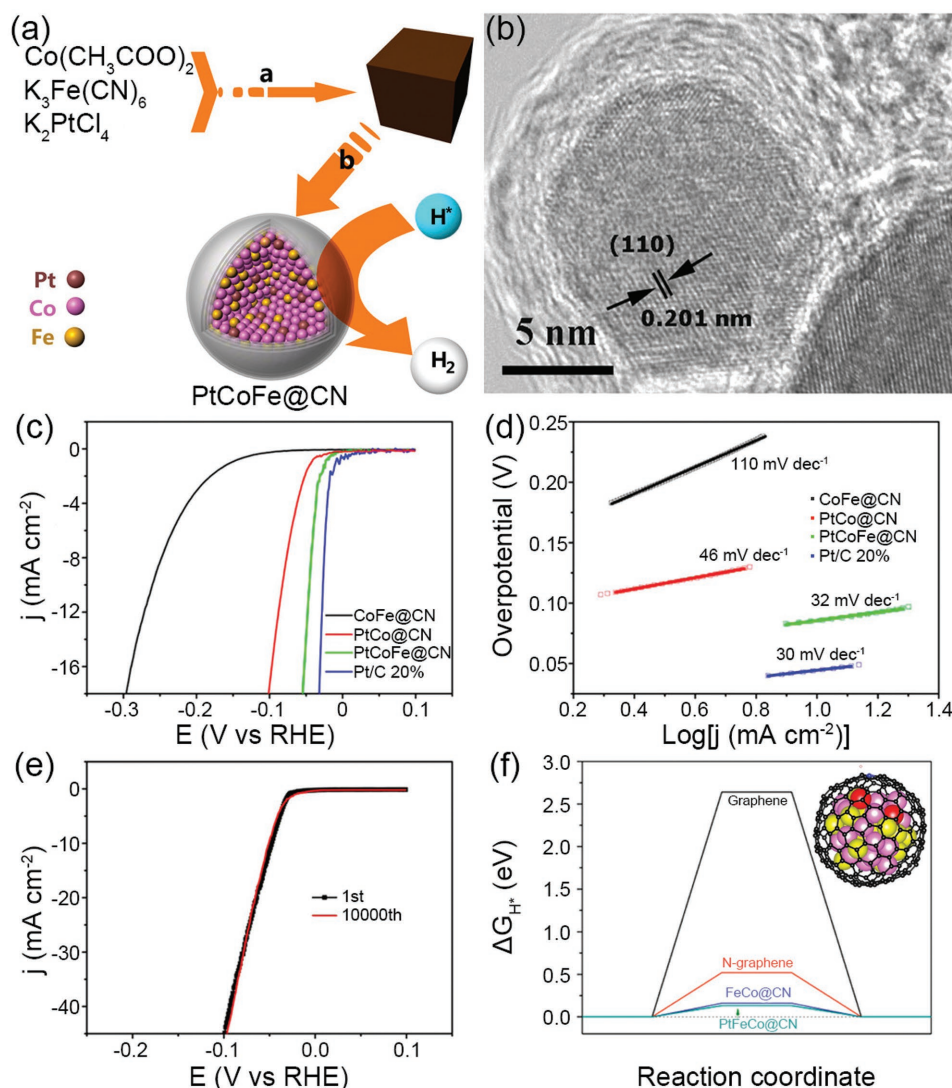 (a)
Co(CH₃COO)₂
K₃Fe(CN)₆
K₂PtCl₄
a
b
H*
H₂
Pt
Co
Fe
PtCoFe@CN
(b)
(110)
0.201 nm
5 nm
(c)
0
-4
-8
-12
-16
j (mA cm⁻²)
CoFe@CN
PtCo@CN
PtCoFe@CN
Pt/C 20%
-0.3
-0.2
-0.1
0
0.1
E (V vs RHE)
(d)
0.25
0.20
0.15
0.10
0.05
Overpotential (V)
110 mV dec⁻¹
CoFe@CN
PtCo@CN
PtCoFe@CN
Pt/C 20%
46 mV dec⁻¹
32 mV dec⁻¹
30 mV dec⁻¹
0.2
0.4
0.6
0.8
1.0
1.2
1.4
Log[j (mA cm⁻²)]
(e)
0
-10
-20
-30
-40
j (mA cm⁻²)
1st
10000th
-0.2
-0.1
0.0
0.1
E (V vs RHE)
(f)
3.0
2.5
2.0
1.5
1.0
0.5
0.0
ΔG_H* (eV)
Graphene
N-graphene
FeCo@CN
PtFeCo@CN
Reaction coordinate